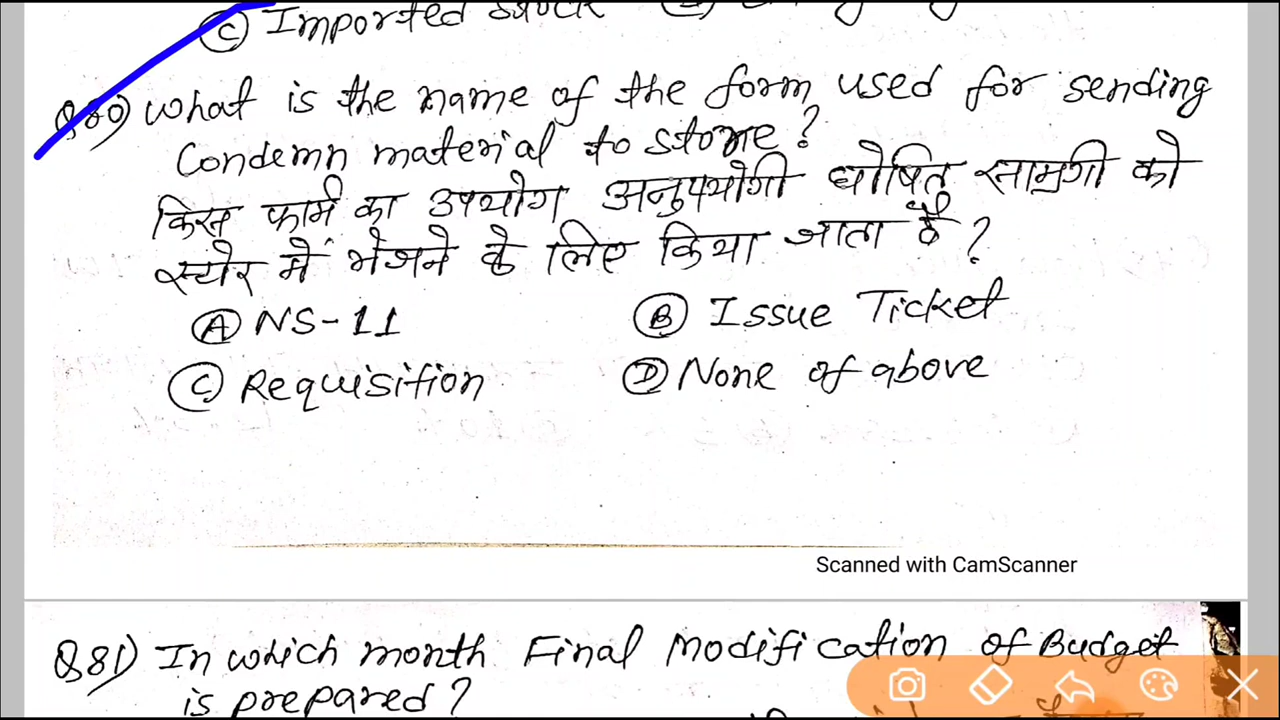 Ⓒ Imported Stock
Q80) What is the name of the form used for sending
Condemn material to store?
किस फार्म का उपयोग अनुपयोगी घोषित सामग्री को
स्टोर में भेजने के लिए किया जाता है?
Ⓐ NS-11 Ⓑ Issue Ticket
Ⓒ Requisition Ⓓ None of above
Scanned with CamScanner
Q81) In which month Final Modification of Budget
is prepared?